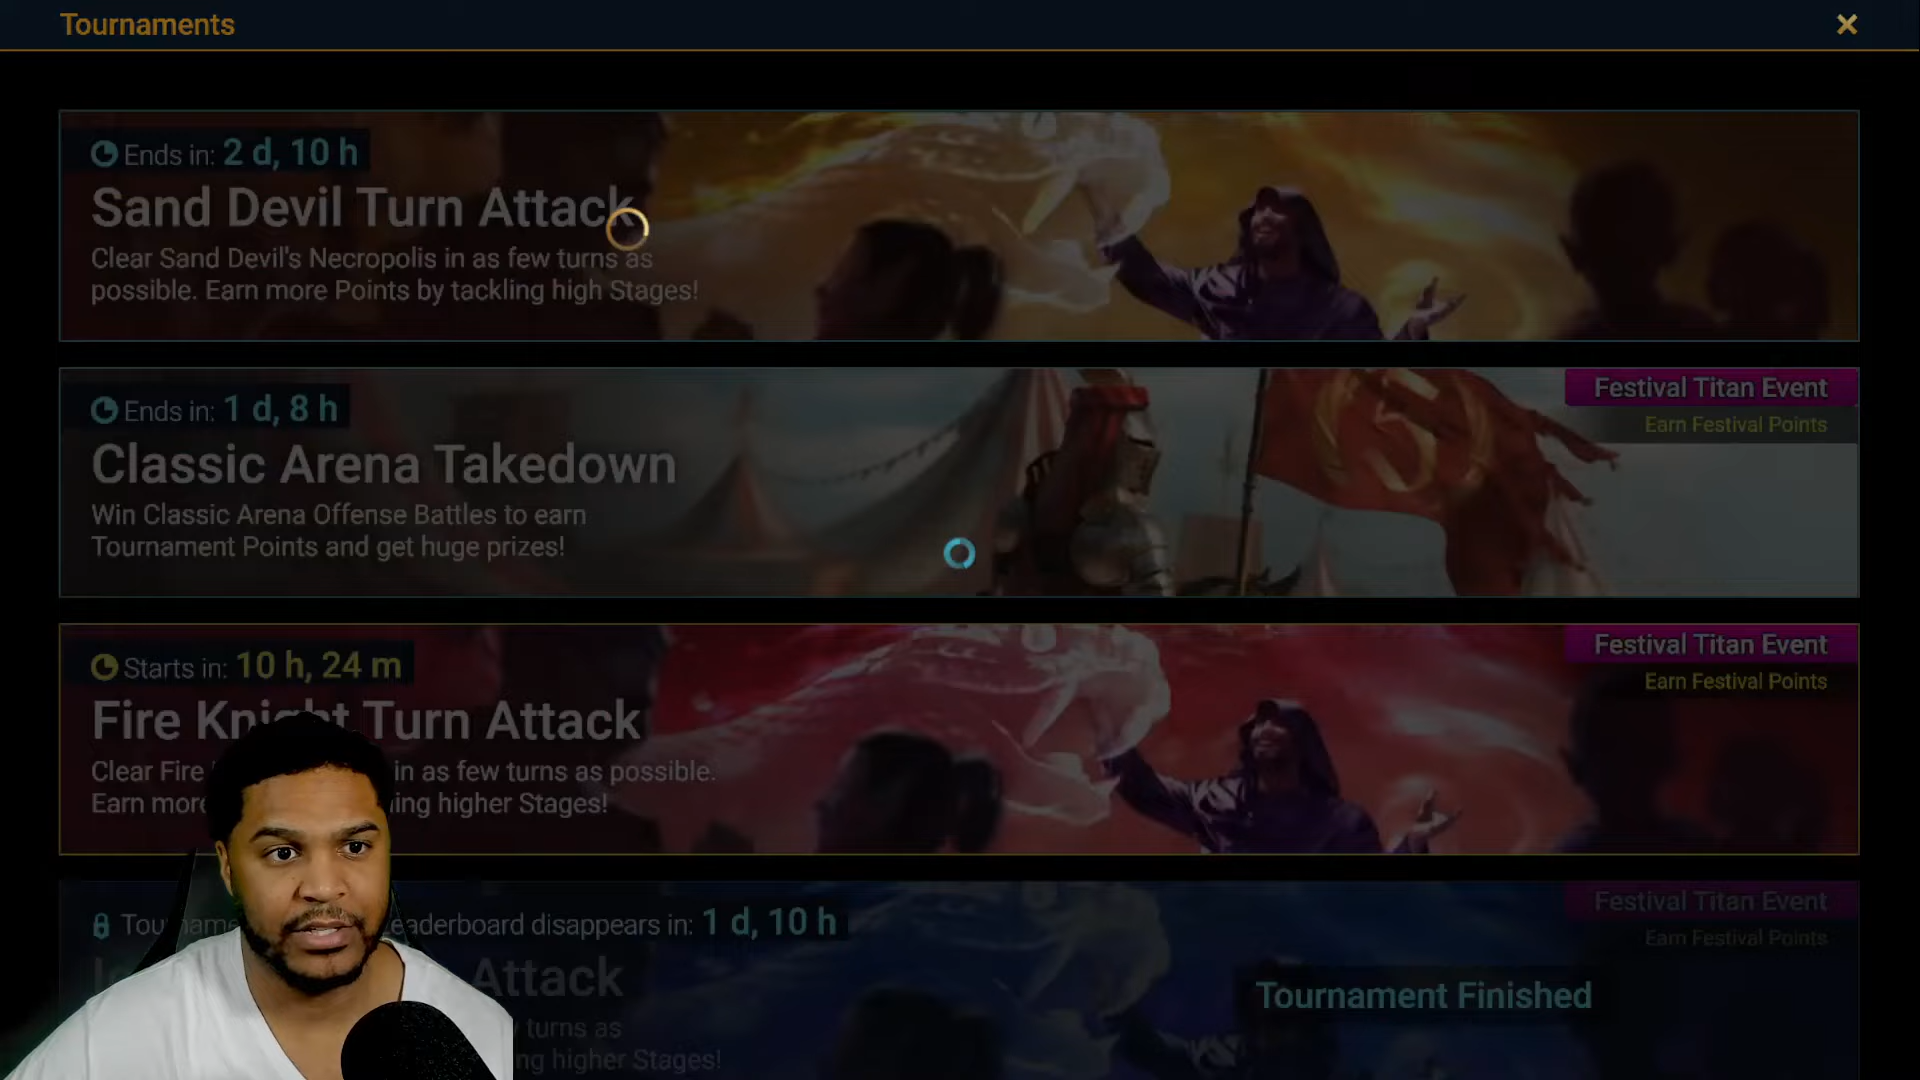 Tournaments
Ends in: 2 d, 10 h
Sand Devil Turn Attack
Clear Sand Devil's Necropolis in as few turns as
possible. Earn more Points by tackling high Stages!
Ends in: 1 d, 8 h
Festival Titan Event
Earn Festival Points
Classic Arena Takedown
Win Classic Arena Offense Battles to earn
Tournament Points and get huge prizes!
Starts in: 10 h, 24 m
Festival Titan Event
Earn Festival Points
Fire Knight Turn Attack
Clear Fire in as few turns as possible.
Earn more higher Stages!
disappears in: 1 d, 10 h
Festival Titan Event
Earn Festival Points
Attack
Tournament Finished
turns as
higher Stages!